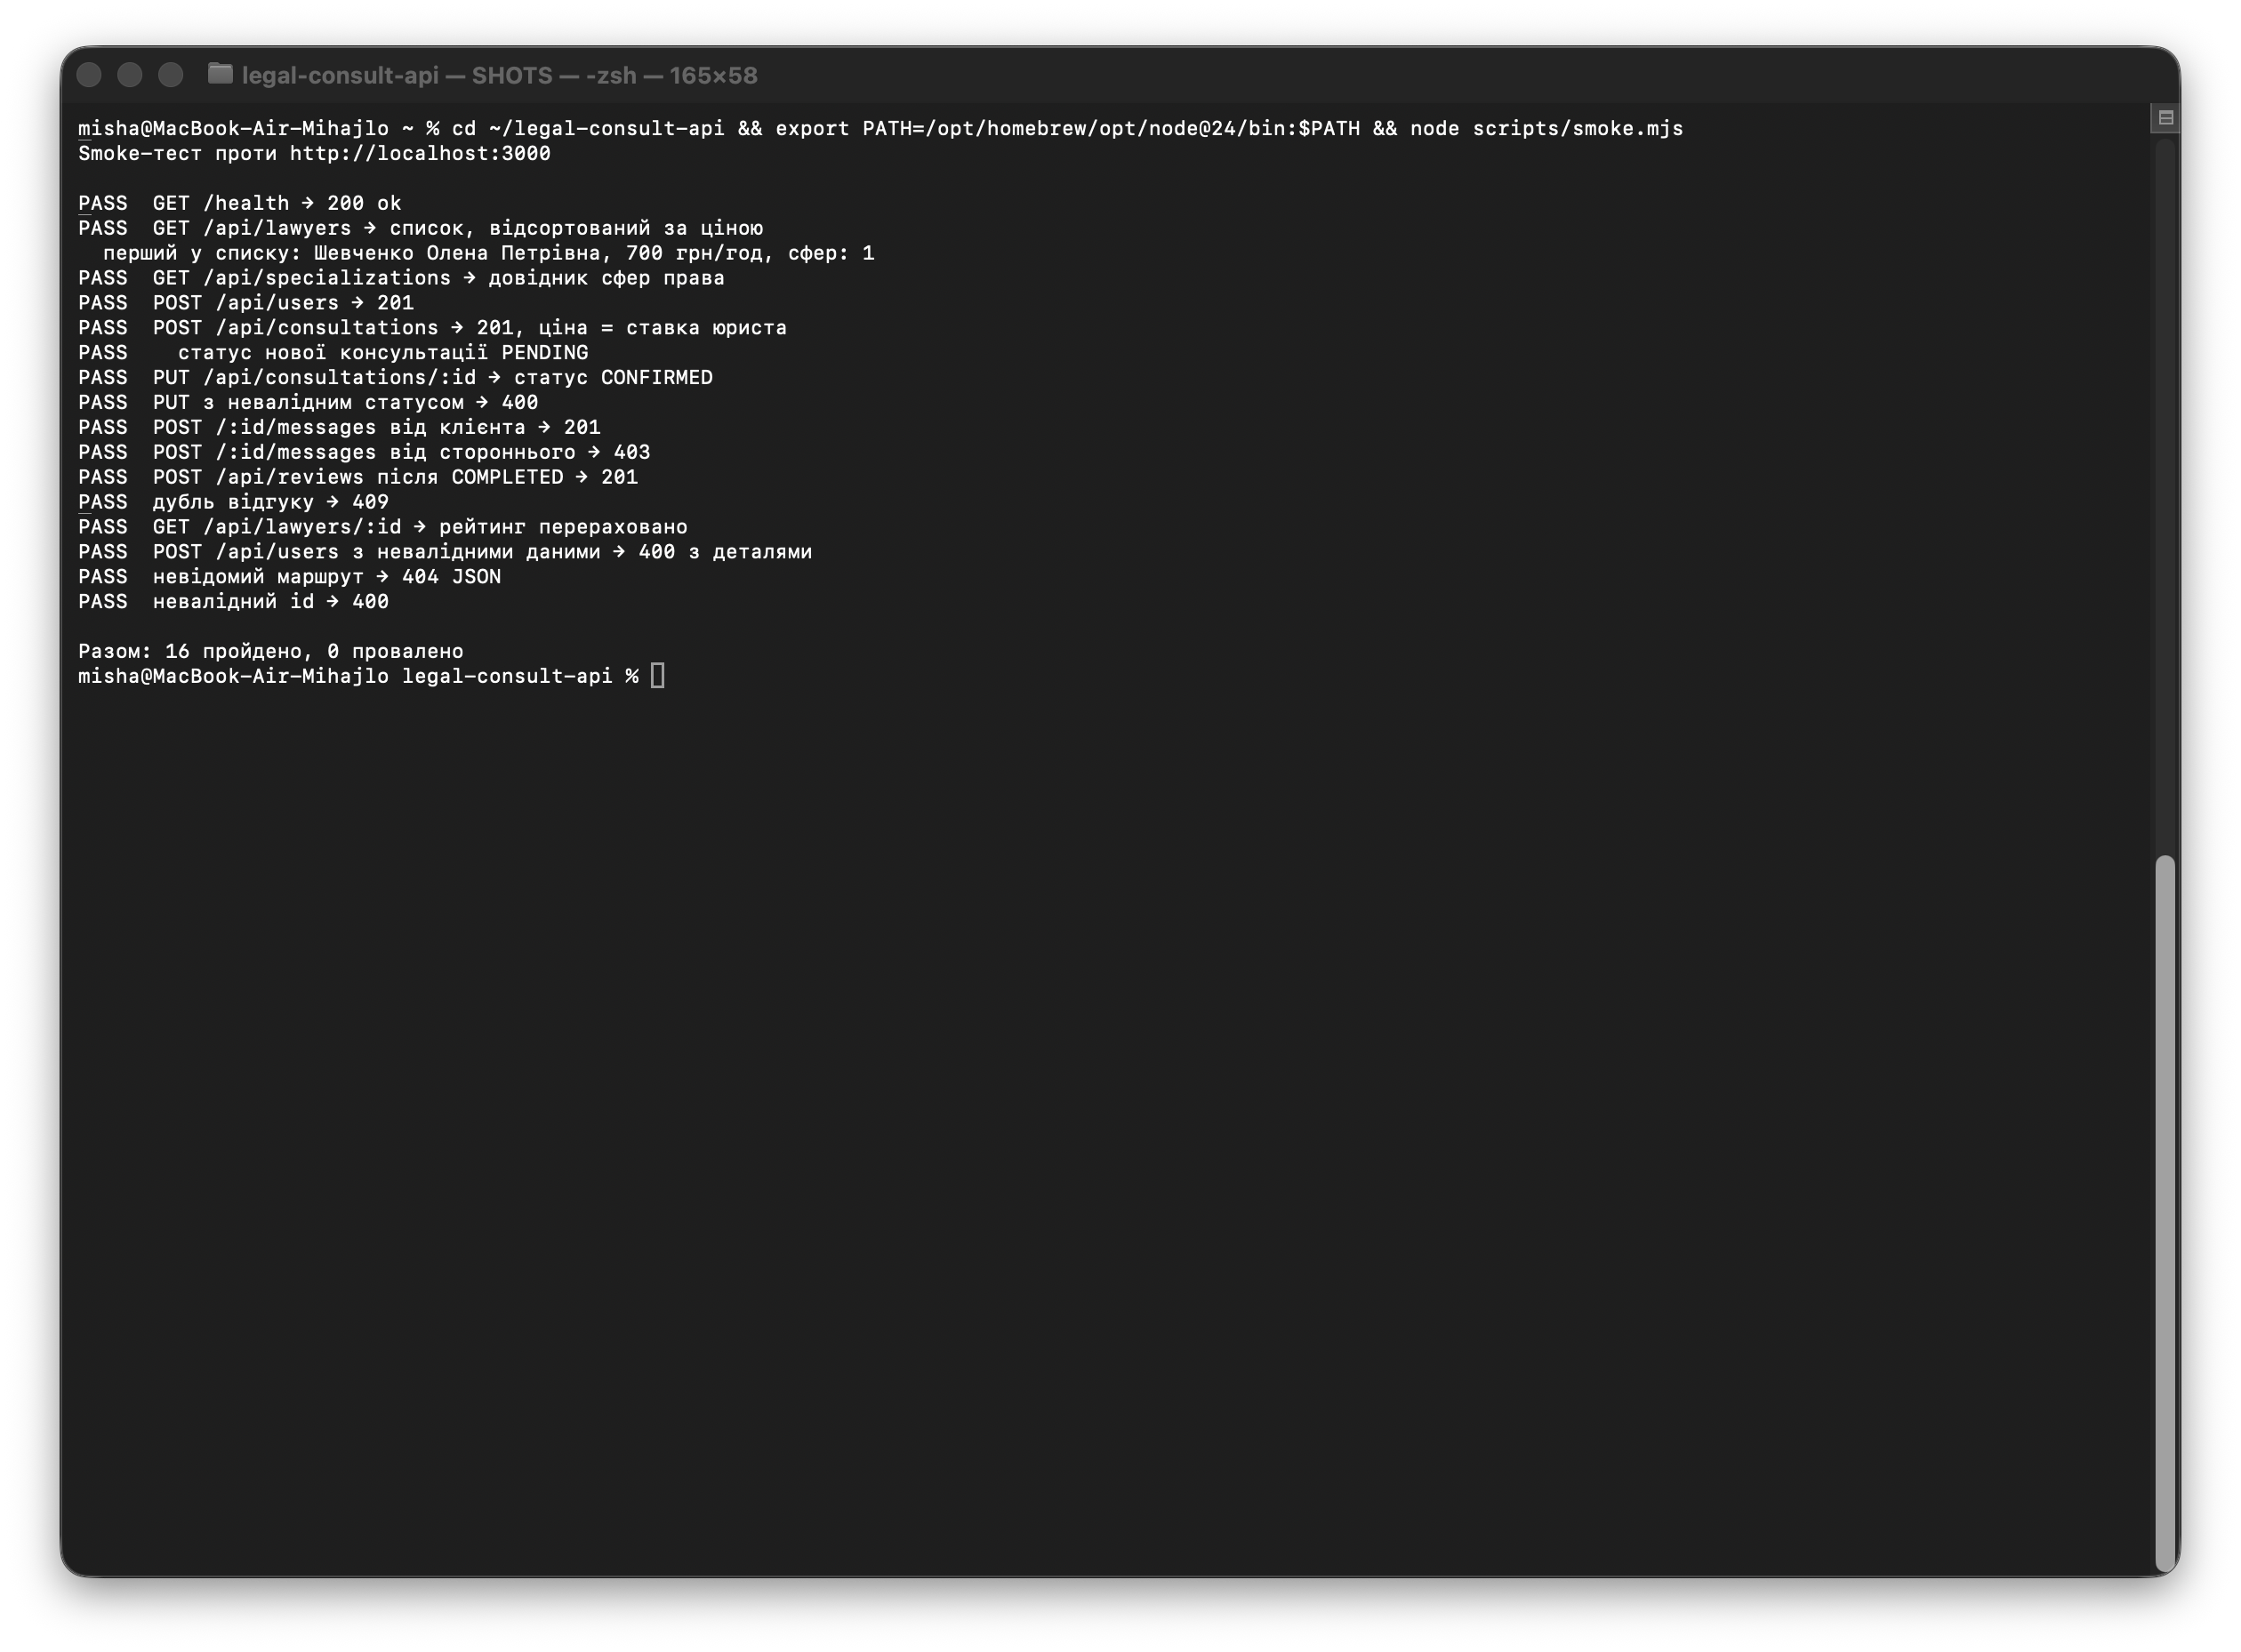 legal-consult-api — SHOTS — -zsh — 165×58
misha@MacBook-Air-Mihajlo ~ % cd ~/legal-consult-api && export PATH=/opt/homebrew/opt/node@24/bin:$PATH && node scripts/smoke.mjs
Smoke-тест проти http://localhost:3000
PASS  GET /health → 200 ok
PASS  GET /api/lawyers → список, відсортований за ціною
  перший у списку: Шевченко Олена Петрівна, 700 грн/год, сфер: 1
PASS  GET /api/specializations → довідник сфер права
PASS  POST /api/users → 201
PASS  POST /api/consultations → 201, ціна = ставка юриста
PASS    статус нової консультації PENDING
PASS  PUT /api/consultations/:id → статус CONFIRMED
PASS  PUT з невалідним статусом → 400
PASS  POST /:id/messages від клієнта → 201
PASS  POST /:id/messages від стороннього → 403
PASS  POST /api/reviews після COMPLETED → 201
PASS  дубль відгуку → 409
PASS  GET /api/lawyers/:id → рейтинг перераховано
PASS  POST /api/users з невалідними даними → 400 з деталями
PASS  невідомий маршрут → 404 JSON
PASS  невалідний id → 400
Разом: 16 пройдено, 0 провалено
misha@MacBook-Air-Mihajlo legal-consult-api %